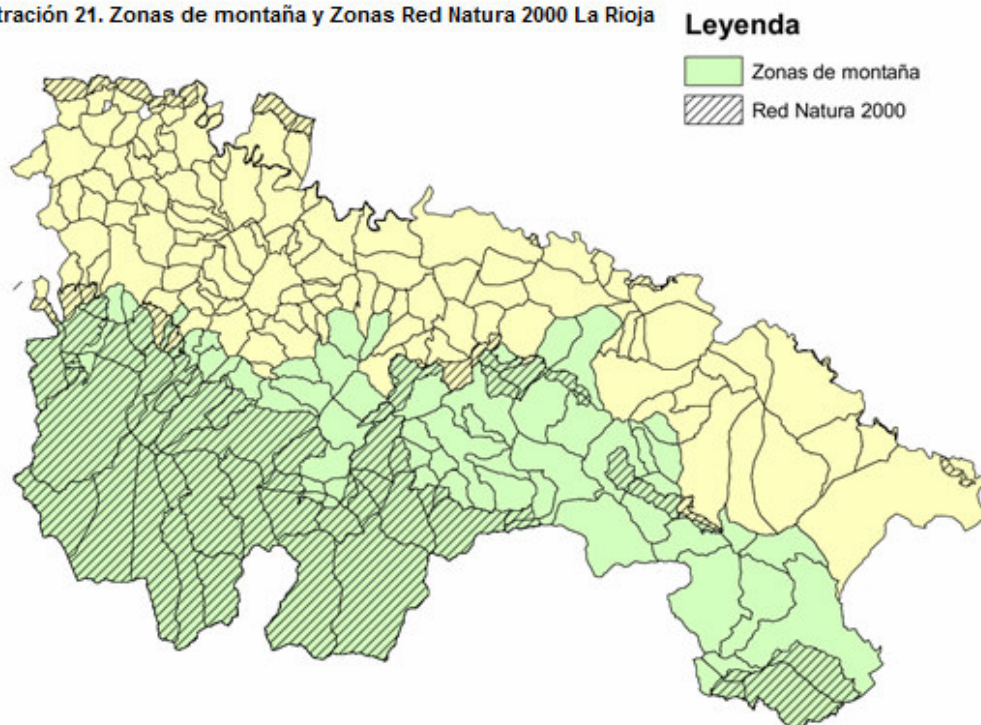 tración 21. Zonas de montaña y Zonas Red Natura 2000 La Rioja
Leyenda
Zonas de montaña
Red Natura 2000